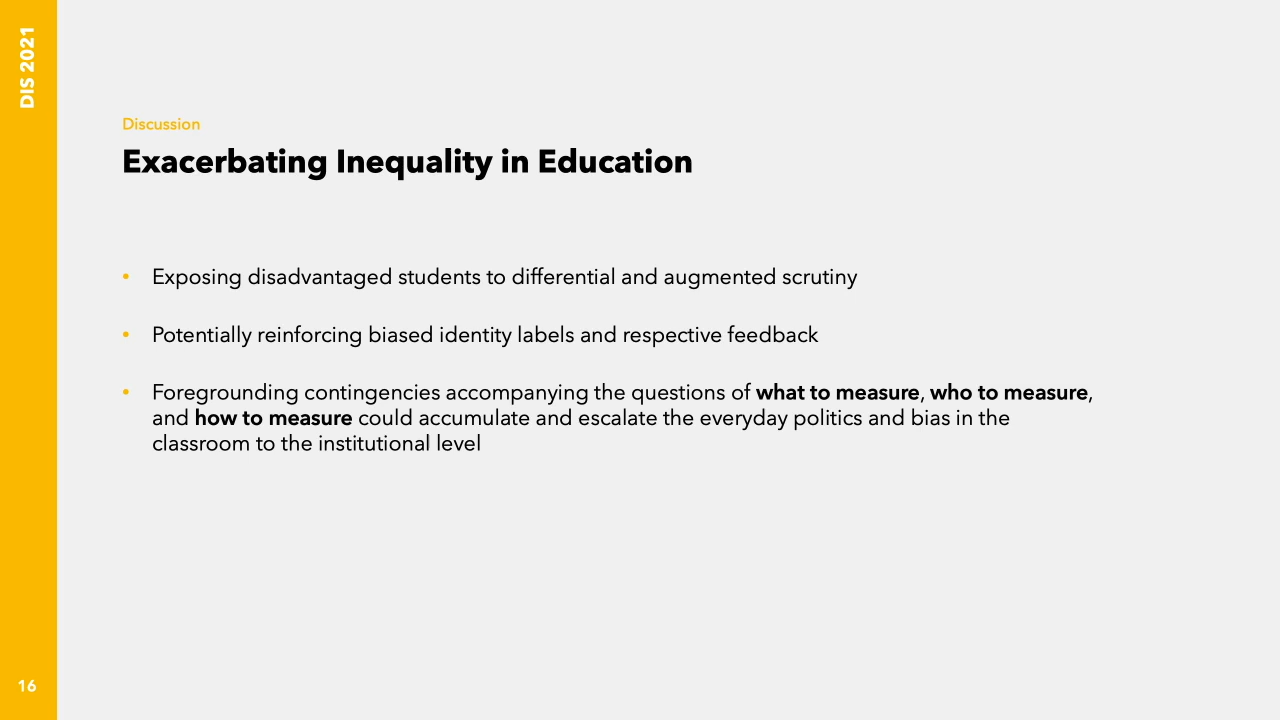 DIS 2021
Discussion
Exacerbating Inequality in Education
• Exposing disadvantaged students to differential and augmented scrutiny
• Potentially reinforcing biased identity labels and respective feedback
• Foregrounding contingencies accompanying the questions of what to measure, who to measure,
and how to measure could accumulate and escalate the everyday politics and bias in the
classroom to the institutional level
16